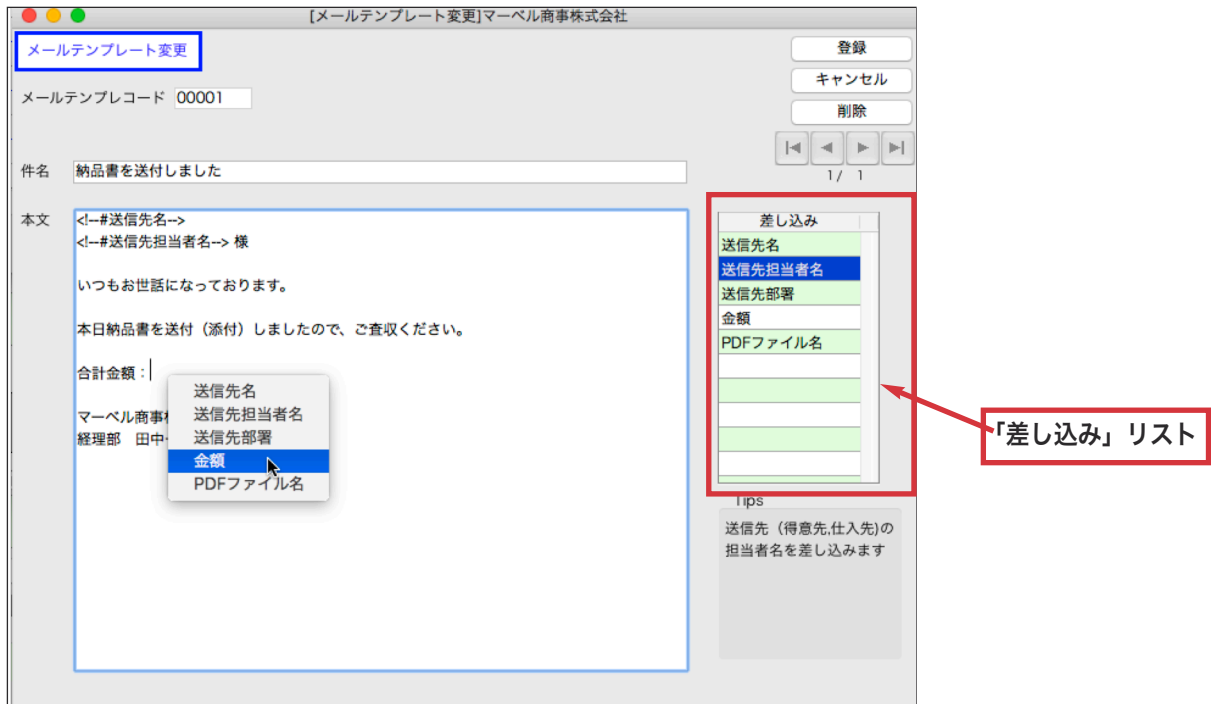 [メールテンプレート変更]マーベル商事株式会社
メールテンプレート変更
登録
キャンセル
削除
メールテンプレコード 00001
1/ 1
件名 納品書を送付しました
本文
<!--#送信先名-->
<!--#送信先担当者名--> 様
いつもお世話になっております。
本日納品書を送付（添付）しましたので、ご査収ください。
合計金額：
マーベル商事
経理部 田中
送信先名
送信先担当者名
送信先部署
金額
PDFファイル名
差し込み
送信先名
送信先担当者名
送信先部署
金額
PDFファイル名
「差し込み」リスト
Tips
送信先（得意先,仕入先)の
担当者名を差し込みます